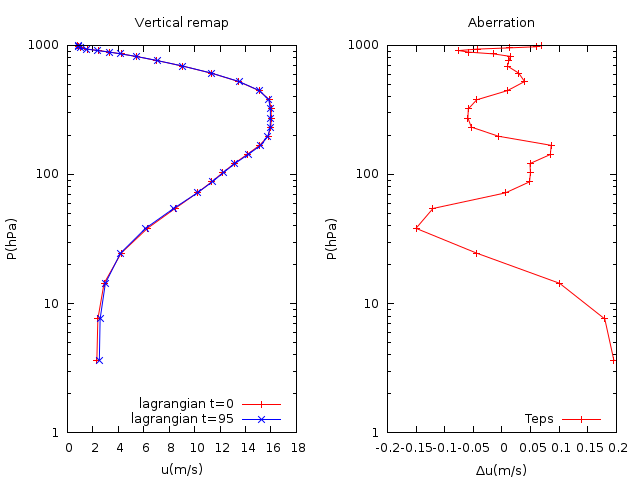 Vertical remap
1000
100
10
1
P(hPa)
lagrangian t=0
lagrangian t=95
0 2 4 6 8 10 12 14 16 18
u(m/s)
Aberration
1000
100
10
1
P(hPa)
Teps
-0.2 -0.15 -0.1 -0.05 0 0.05 0.1 0.15 0.2
Δu(m/s)